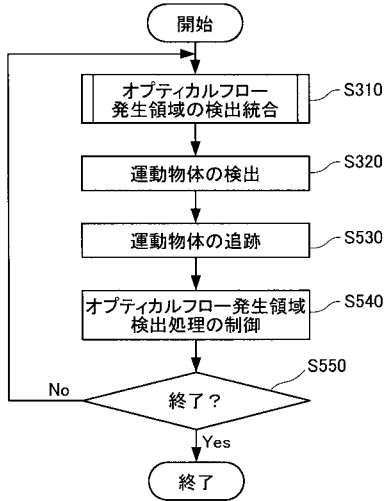 開始
オプティカルフロー
発生領域の検出統合
S310
運動物体の検出
S320
運動物体の追跡
S530
オプティカルフロー発生領域
検出処理の制御
S540
終了?
S550
No
Yes
終了